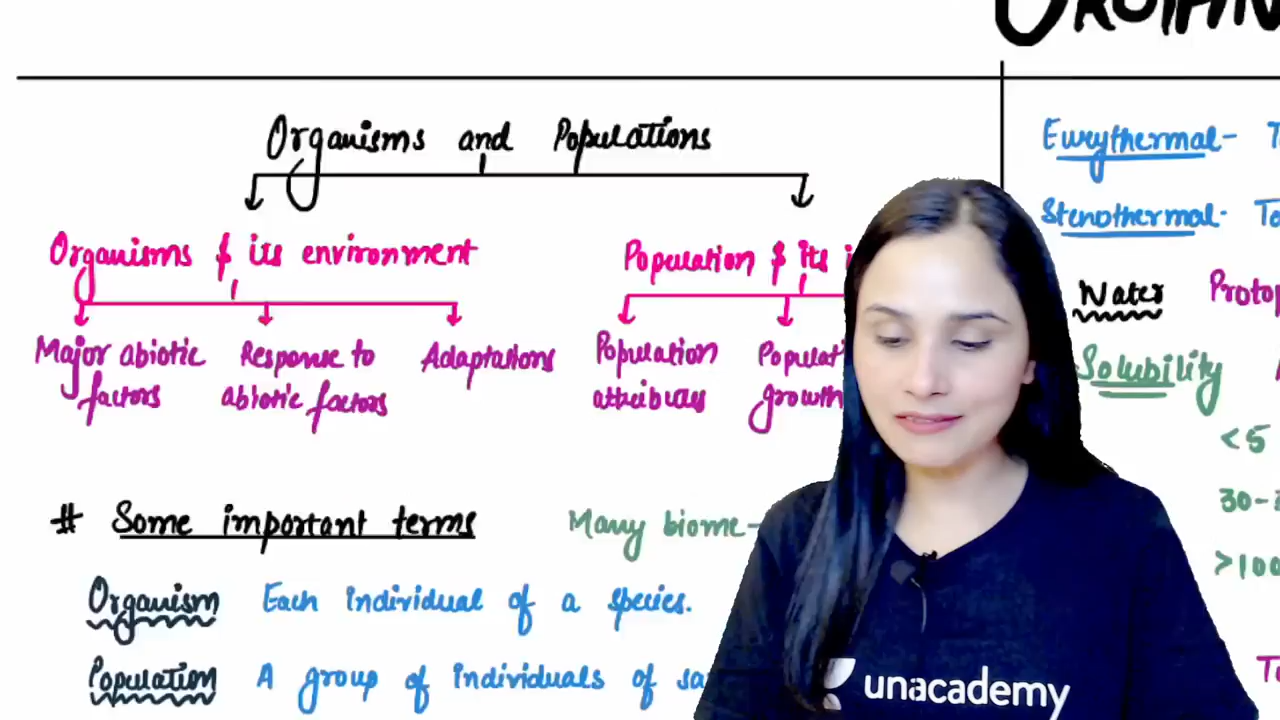 Organisms and Populations
Organisms & its environment
Population & its
Major abiotic factors
Response to abiotic factors
Adaptations
Population attributes
growth
# Some important terms
Many biome-
Organism Each individual of a species.
Population A group of individuals of
Eurythermal-
Stenothermal-
Water
Solubility
<5
30-
>100
unacademy